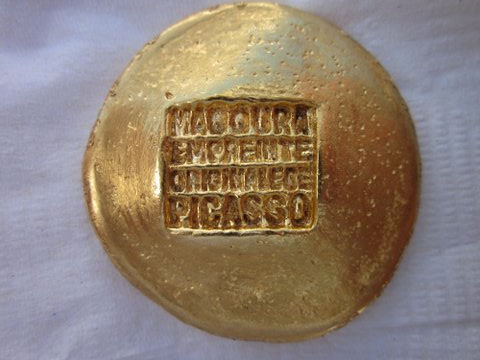 MADOURA
EMPREINTE
ORIGINALE DE
PICASSO